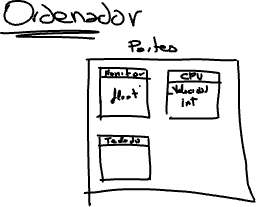 Ordenador
Partes
Monitor
float
CPU
Velocidad
int
Teclado